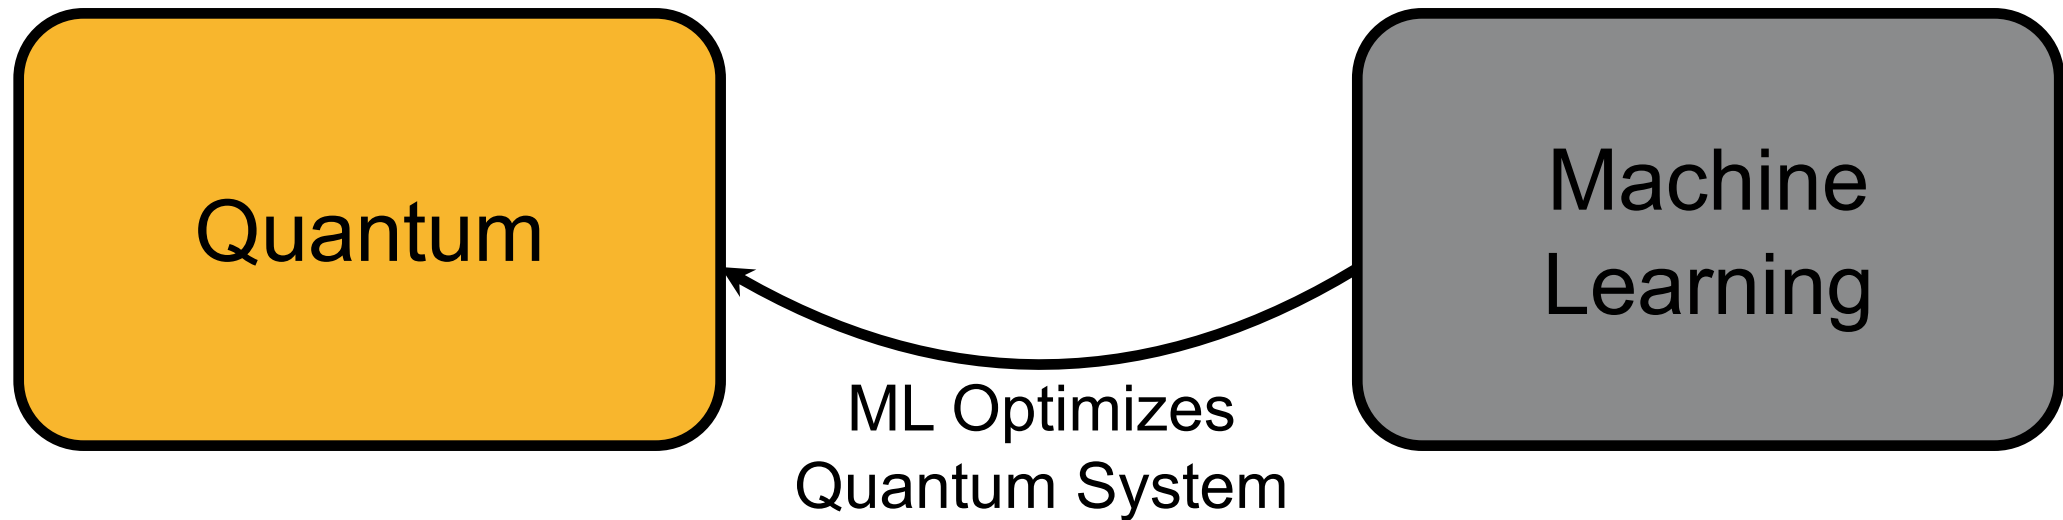 Quantum
Machine
Learning
ML Optimizes
Quantum System